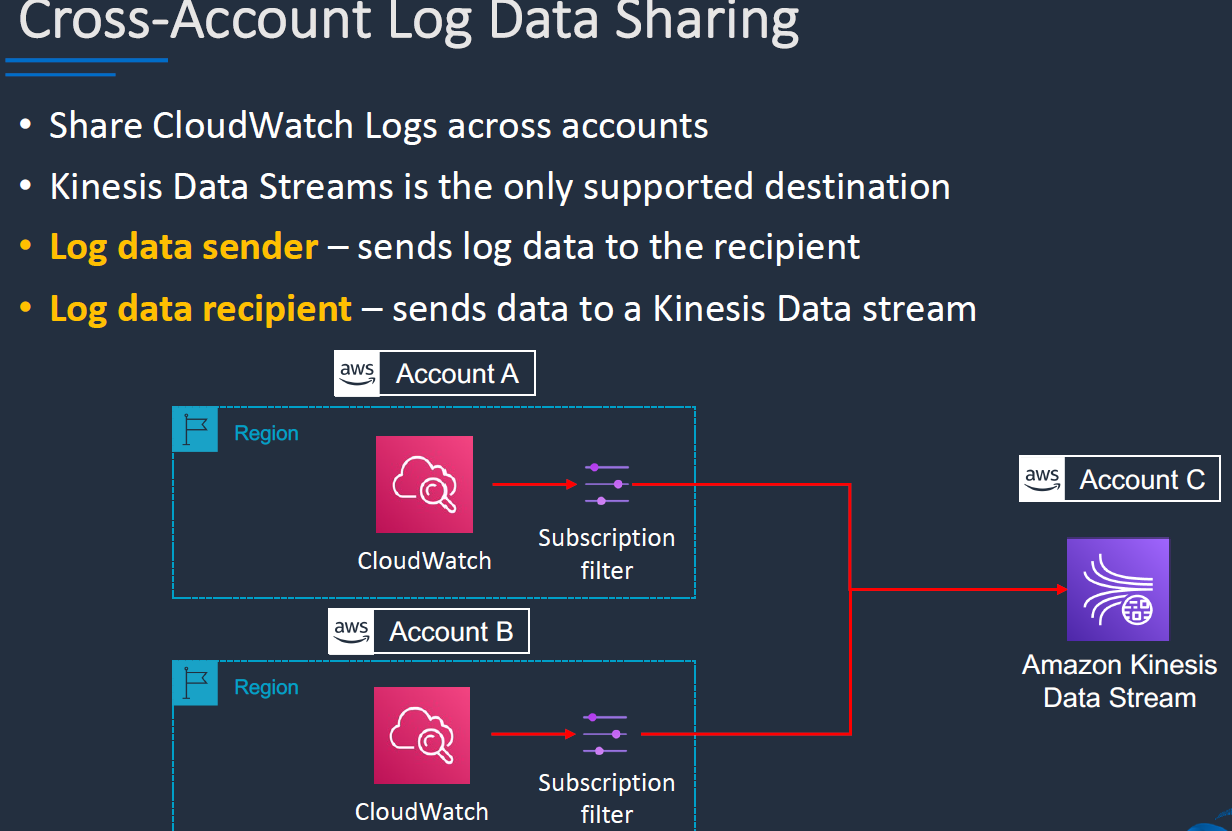 Cross-Account Log Data Sharing
• Share CloudWatch Logs across accounts
• Kinesis Data Streams is the only supported destination
• Log data sender – sends log data to the recipient
• Log data recipient – sends data to a Kinesis Data stream
aws Account A
Region
CloudWatch
Subscription
filter
aws Account B
Region
CloudWatch
Subscription
filter
aws Account C
Amazon Kinesis
Data Stream